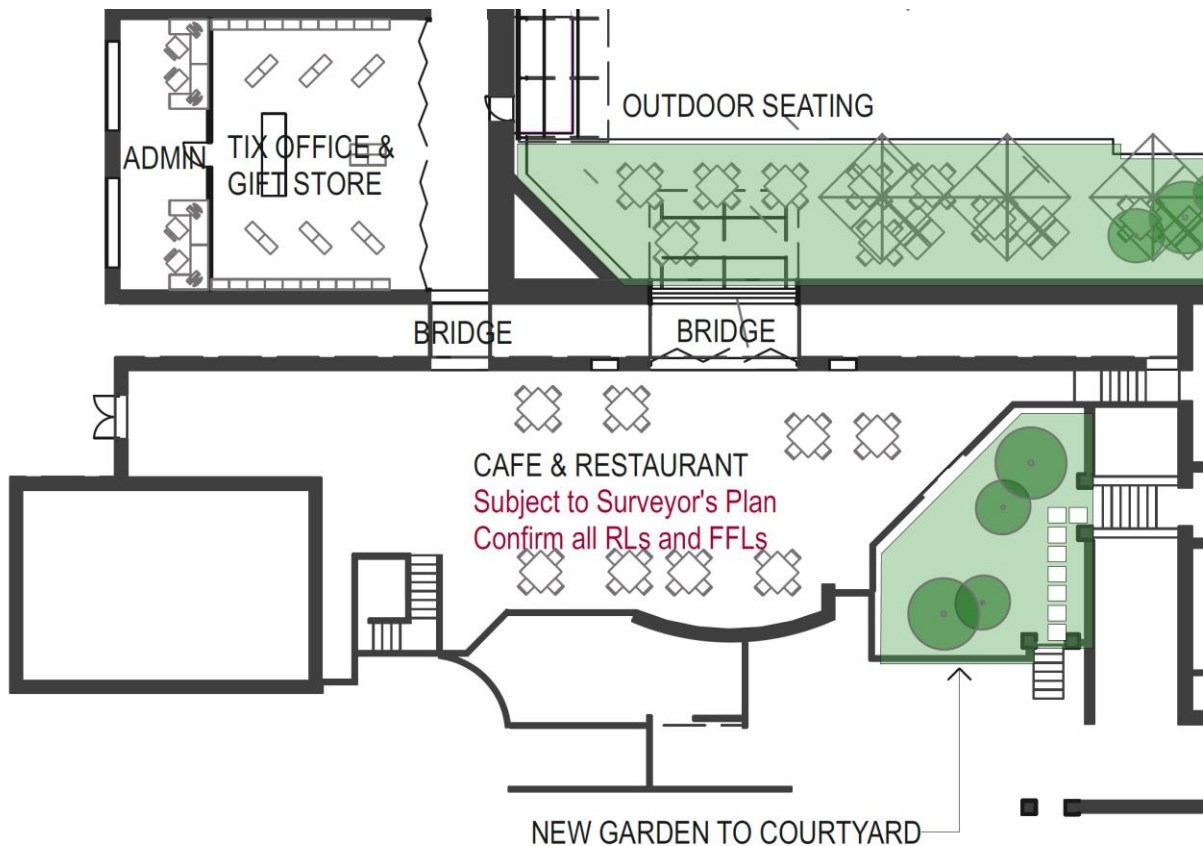 OUTDOOR SEATING
ADMIN
TIX OFFICE &
GIFT STORE
BRIDGE
BRIDGE
CAFE & RESTAURANT
Subject to Surveyor's Plan
Confirm all RLs and FFLs
NEW GARDEN TO COURTYARD